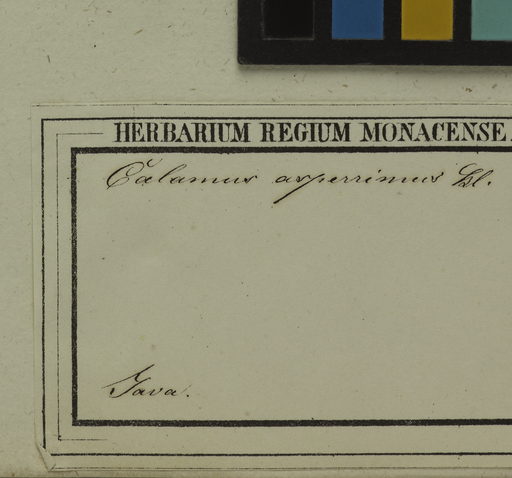 HERBARIUM REGIUM MONACENSE.
Calamus asperrimus Bl.
Java.